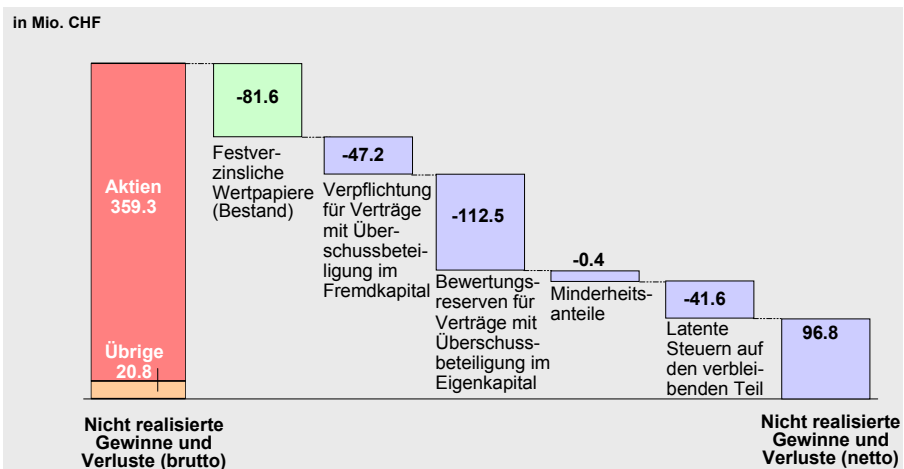 in Mio. CHF
-81.6
Festver-
zinsliche
Wertpapiere
(Bestand)
-47.2
Verpflichtung
für Verträge
mit Über-
schussbetei-
ligung im
Fremdkapital
Aktien
359.3
-112.5
Bewertungs-
reserven für
Verträge mit
Überschuss-
beteiligung im
Eigenkapital
-0.4
Minderheits-
anteile
-41.6
Latente
Steuern auf
den verblei-
benden Teil
96.8
Übrige
20.8
Nicht realisierte
Gewinne und
Verluste (brutto)
Nicht realisierte
Gewinne und
Verluste (netto)